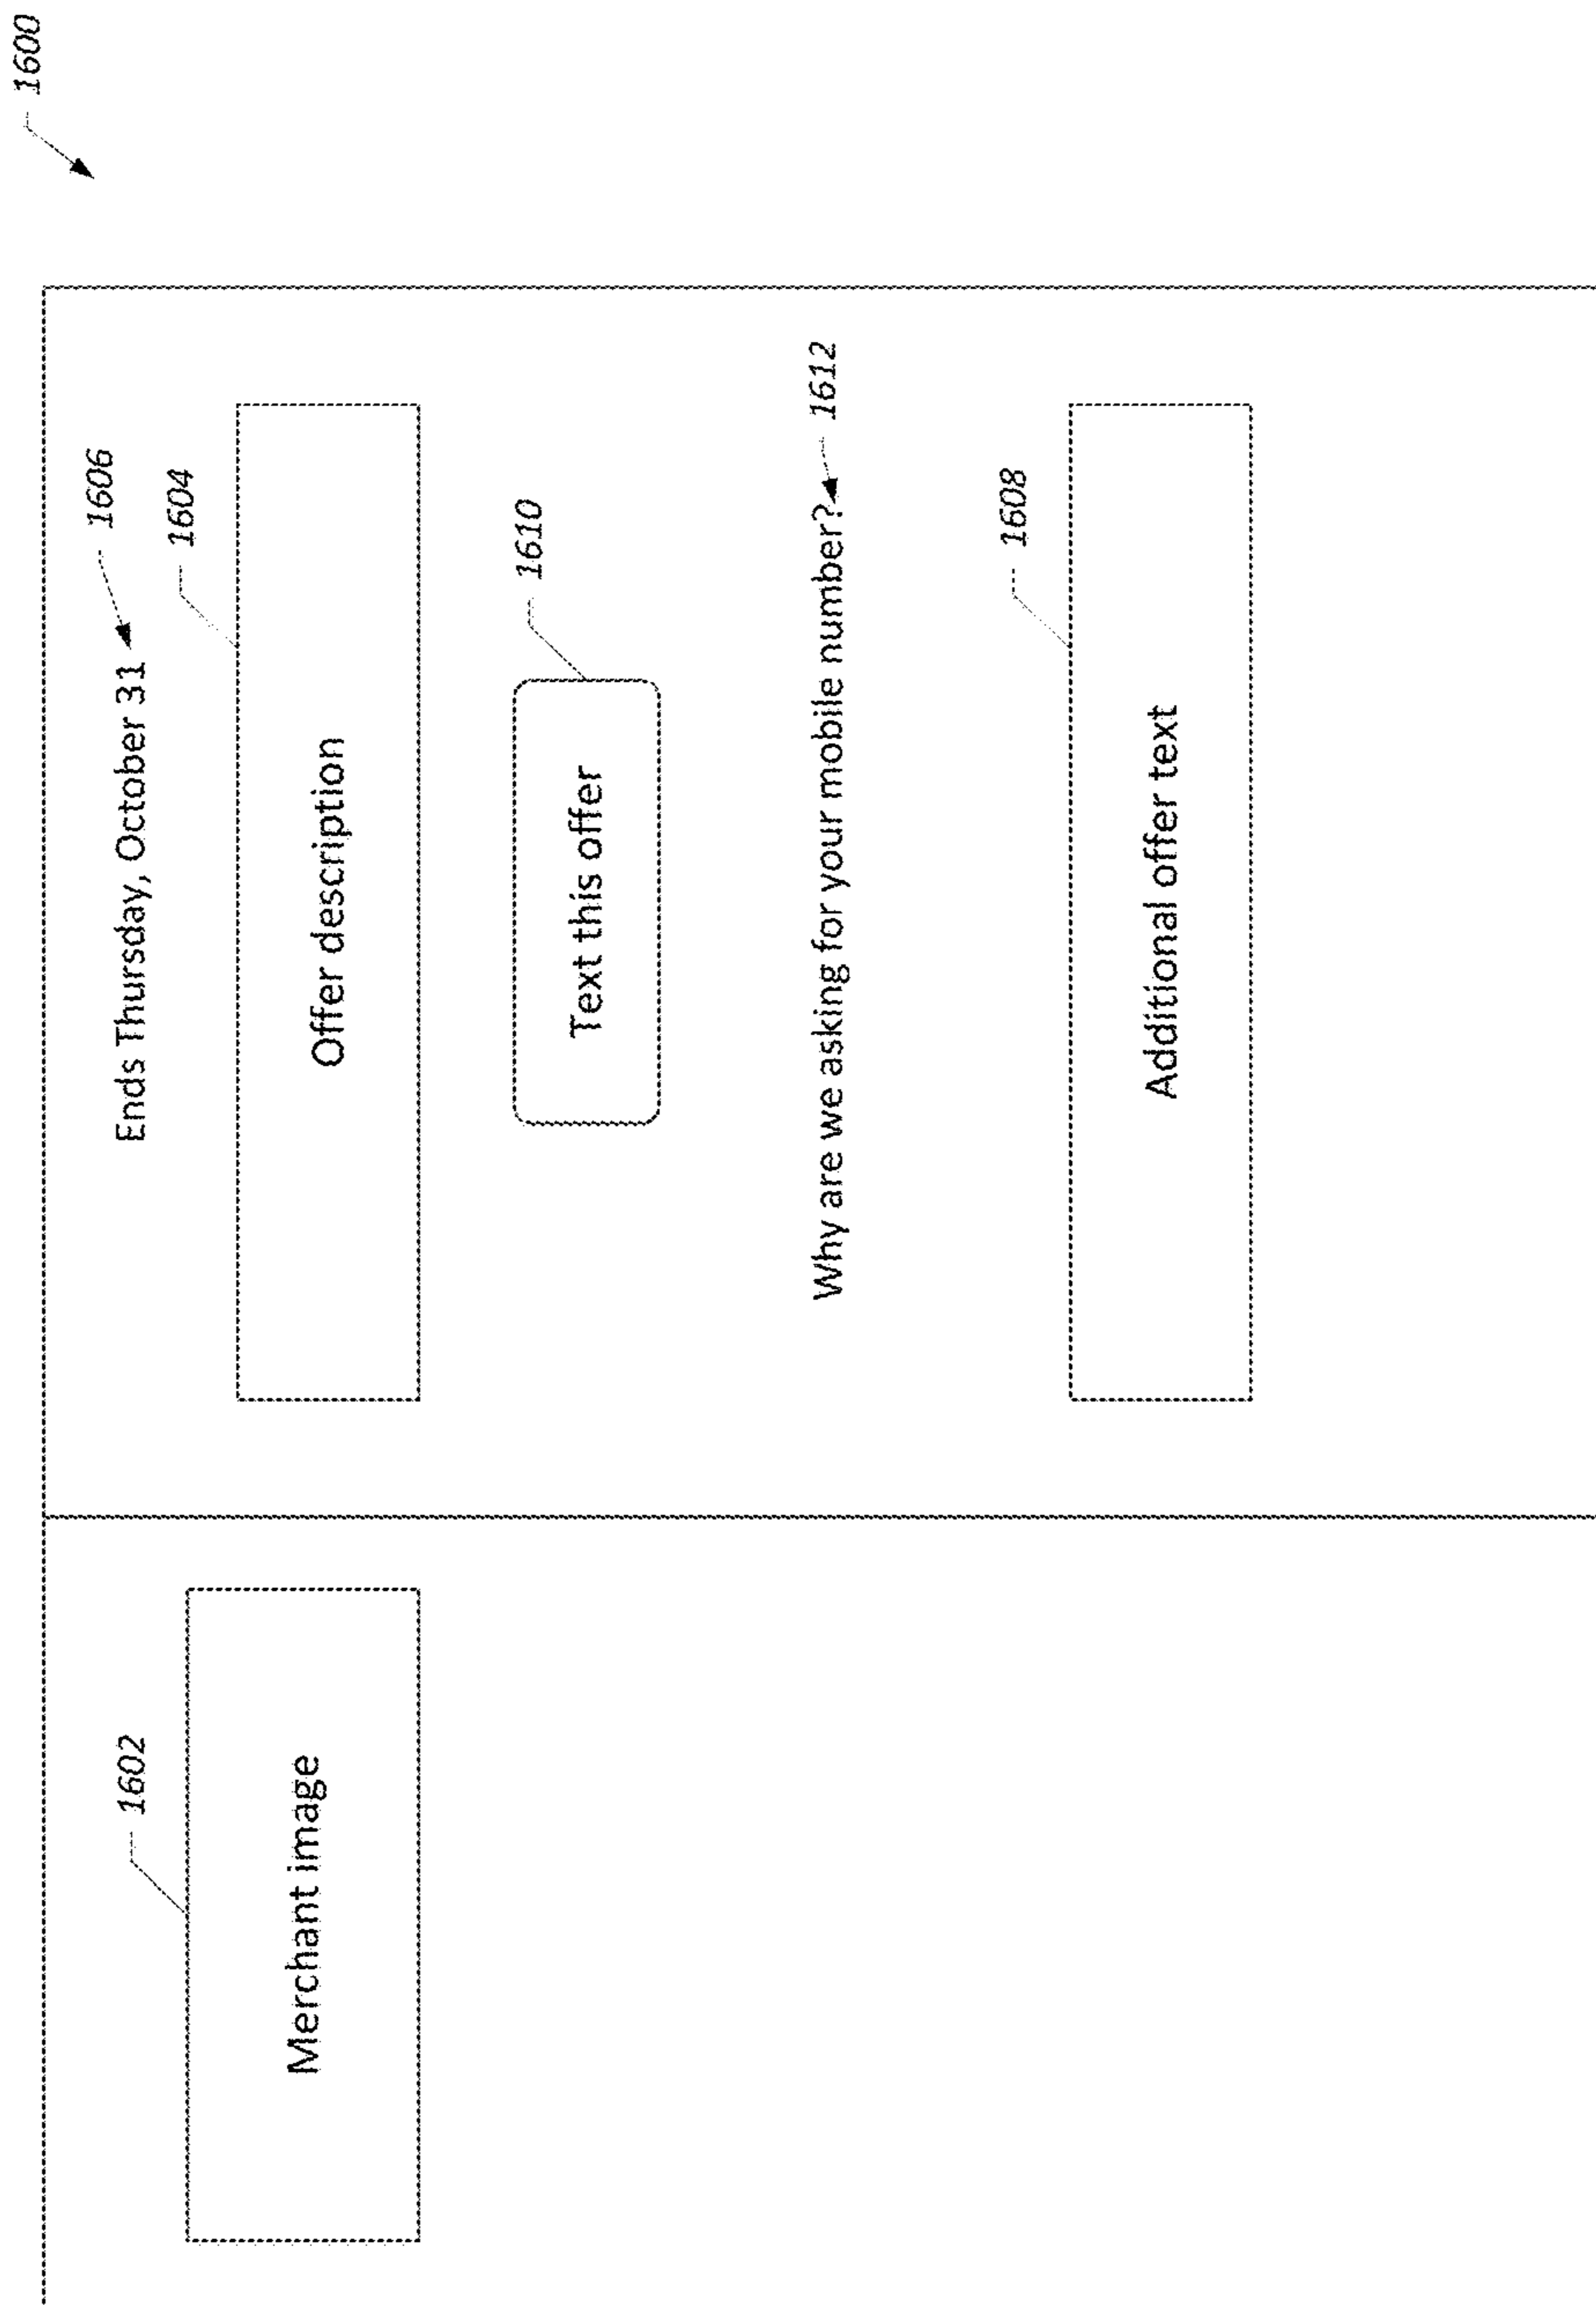 1600
1602
Merchant image
Ends Thursday, October 31
1606
1604
Offer description
1610
Text this offer
Why are we asking for your mobile number?
1612
1608
Additional offer text